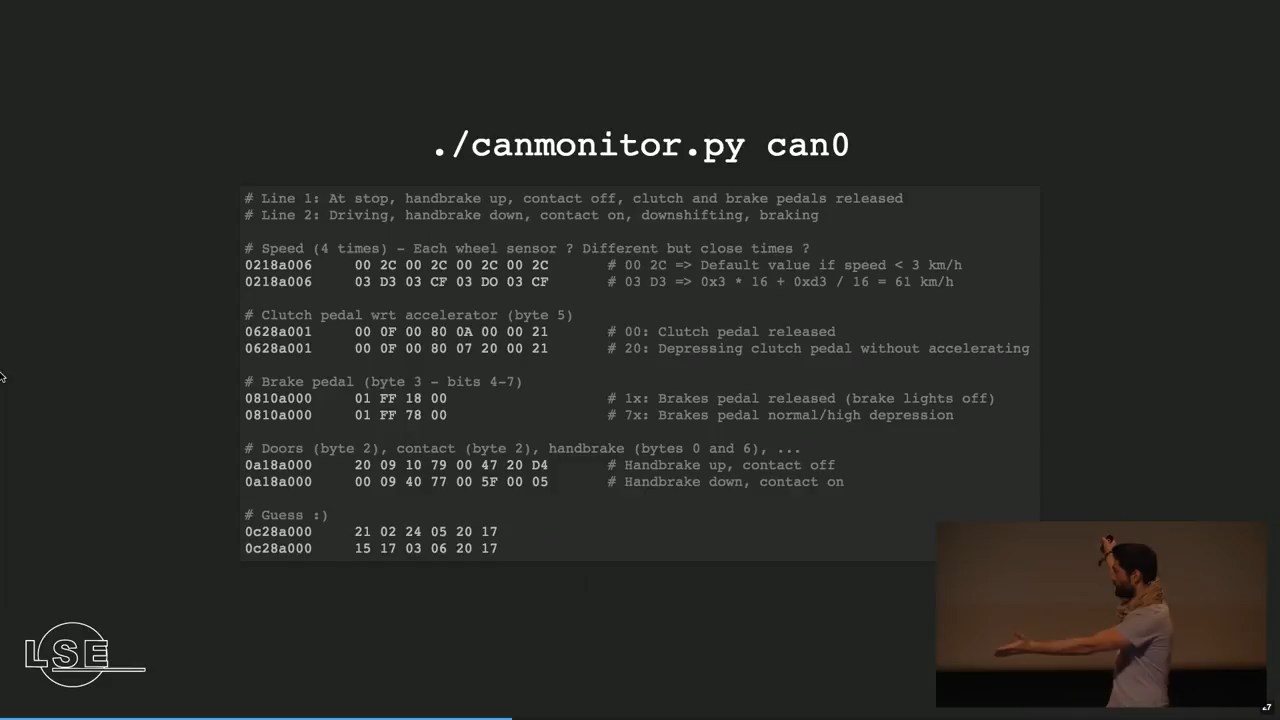 ./canmonitor.py can0
# Line 1: At stop, handbrake up, contact off, clutch and brake pedals released
# Line 2: Driving, handbrake down, contact on, downshifting, braking
# Speed (4 times) - Each wheel sensor ? Different but close times ?
0218a006 00 2C 00 2C 00 2C 00 2C # 00 2C => Default value if speed < 3 km/h
0218a006 03 D3 03 CF 03 DO 03 CF # 03 D3 => 0x3 * 16 + 0xd3 / 16 = 61 km/h
# Clutch pedal wrt accelerator (byte 5)
0628a001 00 0F 00 80 0A 00 00 21 # 00: Clutch pedal released
0628a001 00 0F 00 80 07 20 00 21 # 20: Depressing clutch pedal without accelerating
# Brake pedal (byte 3 - bits 4-7)
0810a000 01 FF 18 00 # 1x: Brakes pedal released (brake lights off)
0810a000 01 FF 78 00 # 7x: Brakes pedal normal/high depression
# Doors (byte 2), contact (byte 2), handbrake (bytes 0 and 6), ...
0a18a000 20 09 10 79 00 47 20 D4 # Handbrake up, contact off
0a18a000 00 09 40 77 00 5F 00 05 # Handbrake down, contact on
# Guess :)
0c28a000 21 02 24 05 20 17
0c28a000 15 17 03 06 20 17
LSE
27